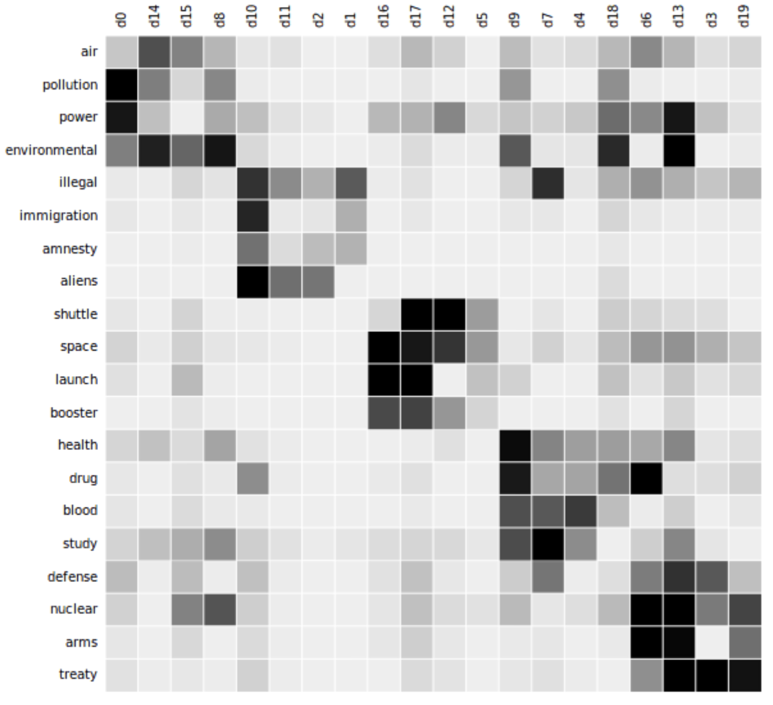 d0 d14 d15 d8 d10 d11 d2 d1 d16 d17 d12 d5 d9 d7 d4 d18 d6 d13 d3 d19
air
pollution
power
environmental
illegal
immigration
amnesty
aliens
shuttle
space
launch
booster
health
drug
blood
study
defense
nuclear
arms
treaty